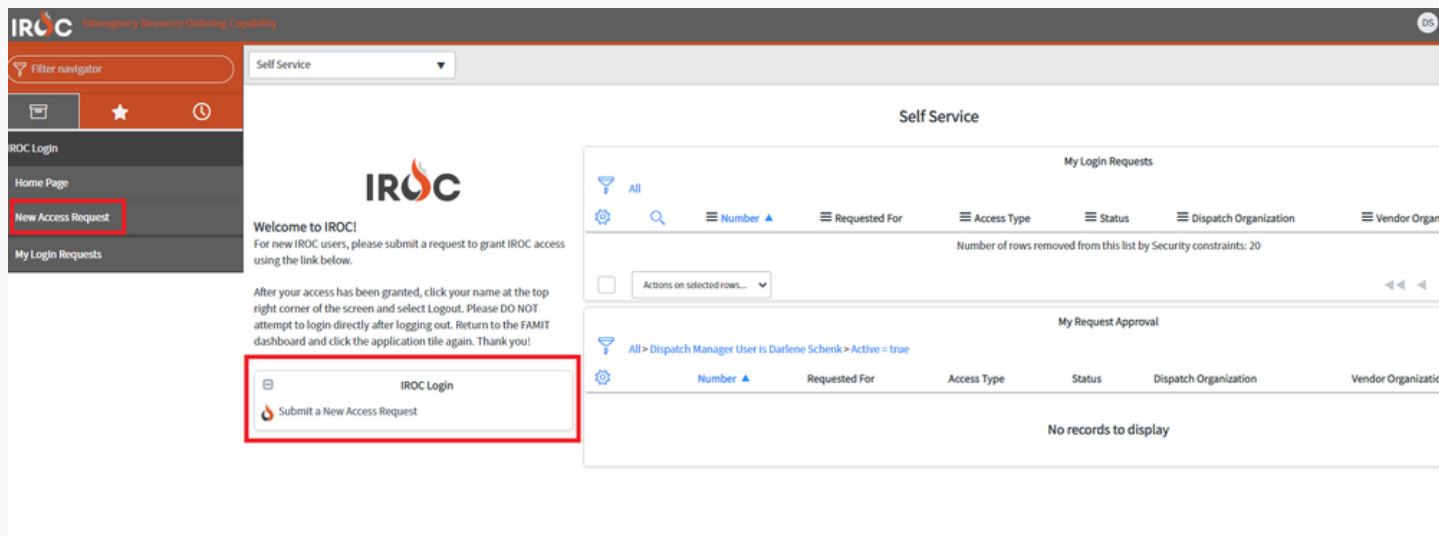 IROC Interagency Resource Ordering Capability
DS
Filter navigator
Self Service
IROC Login
Home Page
New Access Request
My Login Requests
IROC
Welcome to IROC!
For new IROC users, please submit a request to grant IROC access
using the link below.
After your access has been granted, click your name at the top
right corner of the screen and select Logout. Please DO NOT
attempt to login directly after logging out. Return to the FAMIT
dashboard and click the application tile again. Thank you!
IROC Login
Submit a New Access Request
Self Service
My Login Requests
All
Number Requested For Access Type Status Dispatch Organization Vendor Organ
Number of rows removed from this list by Security constraints: 20
Actions on selected rows...
My Request Approval
All > Dispatch Manager User is Darlene Schenk > Active = true
Number Requested For Access Type Status Dispatch Organization Vendor Organizatio
No records to display